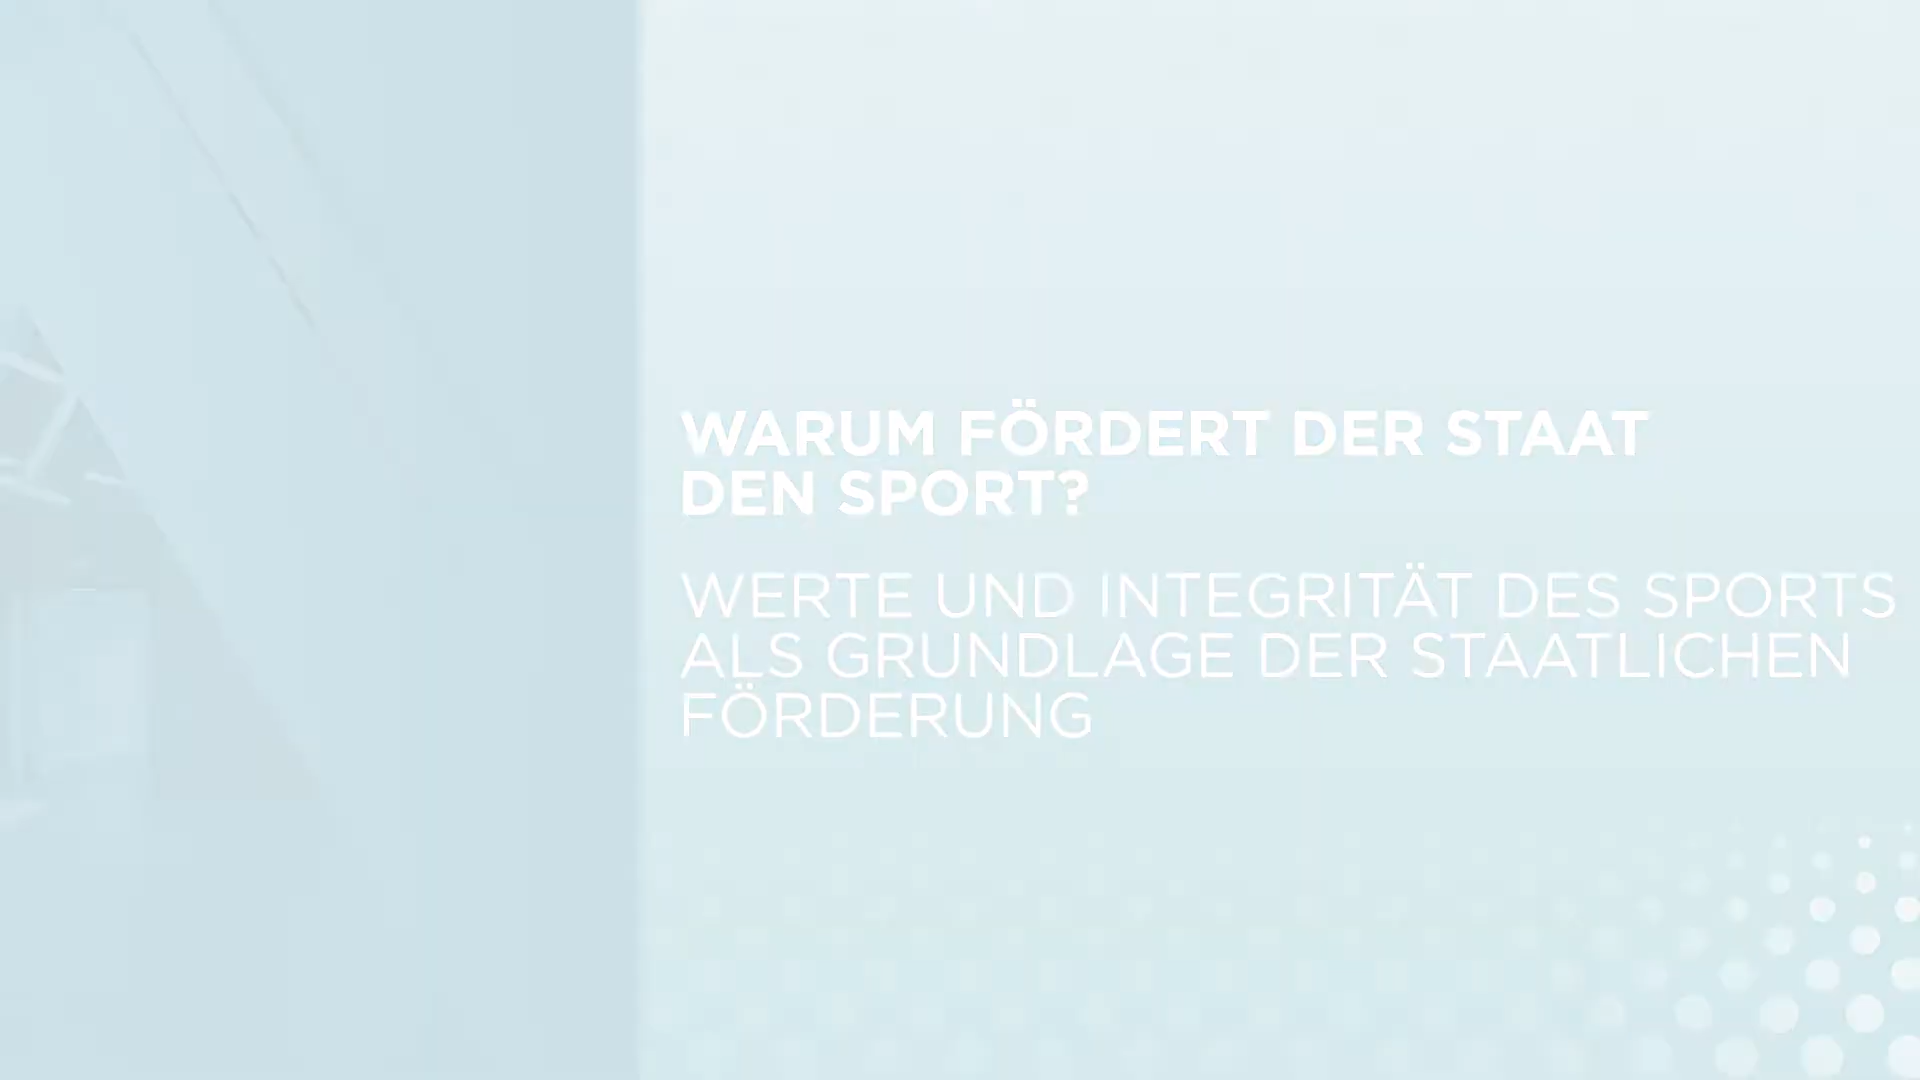 WARUM FÖRDERT DER STAAT
DEN SPORT?
WERTE UND INTEGRITÄT DES SPORTS
ALS GRUNDLAGE DER STAATLICHEN
FÖRDERUNG